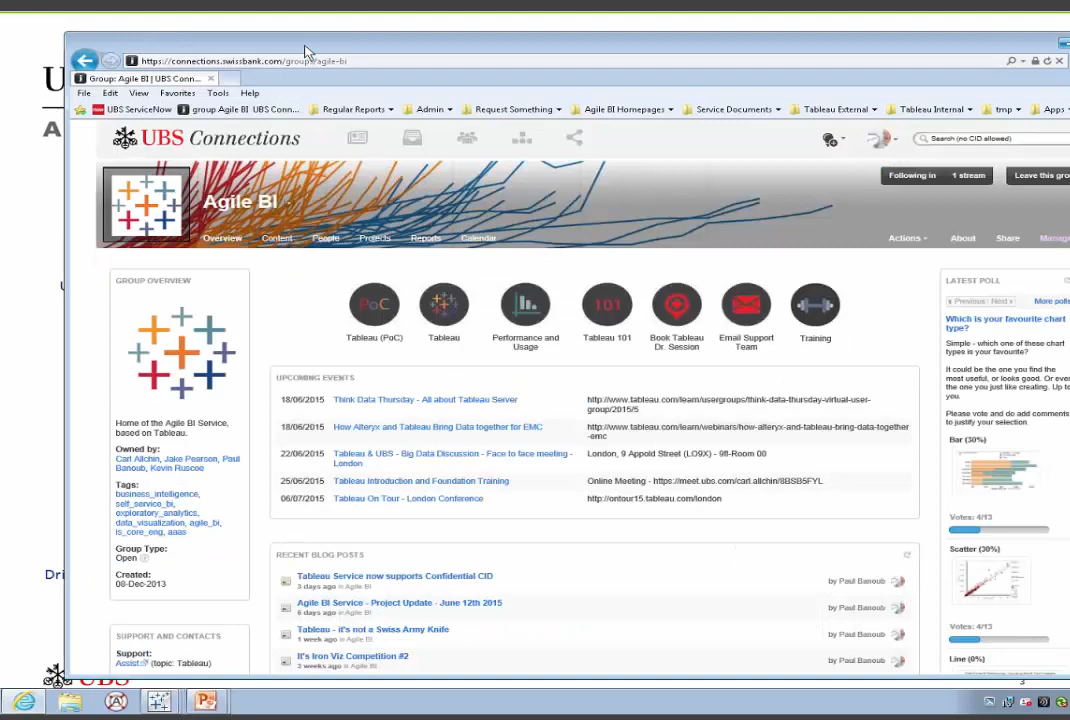 U
A
Dri
https://connections.swissbank.com/groups/agile-bi
Group: Agile BI | UBS Conn...
File Edit View Favorites Tools Help
UBS ServiceNow group Agile BI UBS Conn... Regular Reports Admin Request Something Agile BI Homepages Service Documents Tableau External Tableau Internal tmp Apps
UBS Connections
Search (no CID allowed)
Following in 1 stream Leave this gro
Agile BI
Overview Content People Projects Reports Calendar
Actions About Share Manag
GROUP OVERVIEW
Home of the Agile BI Service,
based on Tableau.
Owned by:
Carl Allchin, Jake Pearson, Paul
Banoub, Kevin Ruscoe
Tags:
business_intelligence,
self_service_bi,
exploratory_analytics,
data_visualization, agile_bi,
is_core_eng, aaas
Group Type:
Open
Created:
08-Dec-2013
SUPPORT AND CONTACTS
Support:
Assist (topic: Tableau)
PoC
101
Tableau (PoC)
Tableau
Performance and
Usage
Tableau 101
Book Tableau
Dr. Session
Email Support
Team
Training
UPCOMING EVENTS
18/06/2015 Think Data Thursday - All about Tableau Server http://www.tableau.com/learn/usergroups/think-data-thursday-virtual-user-
group/2015/5
18/06/2015 How Alteryx and Tableau Bring Data together for EMC http://www.tableau.com/learn/webinars/how-alteryx-and-tableau-bring-data-together
-emc
22/06/2015 Tableau & UBS - Big Data Discussion - Face to face meeting - London, 9 Appold Street (LO9X) - 9fl-Room 00
London
25/06/2015 Tableau Introduction and Foundation Training Online Meeting - https://meet.ubs.com/carl.allchin/8BSB5FYL
06/07/2015 Tableau On Tour - London Conference http://ontour15.tableau.com/london
RECENT BLOG POSTS
Tableau Service now supports Confidential CID by Paul Banoub
3 days ago in Agile BI
Agile BI Service - Project Update - June 12th 2015 by Paul Banoub
6 days ago in Agile BI
Tableau - it's not a Swiss Army Knife by Paul Banoub
1 week ago in Agile BI
It's Iron Viz Competition #2 by Paul Banoub
2 weeks ago in Agile BI
LATEST POLL
Previous | Next More polls
Which is your favourite chart
type?
Simple - which one of these chart
types is your favourite?
It could be the one you find the
most useful, or looks good. Or even
the one you just like creating. Up to
you.
Please vote and do add comments
to justify your selection
Bar (30%)
Votes: 4/13
Scatter (30%)
Votes: 4/13
Line (0%)
3